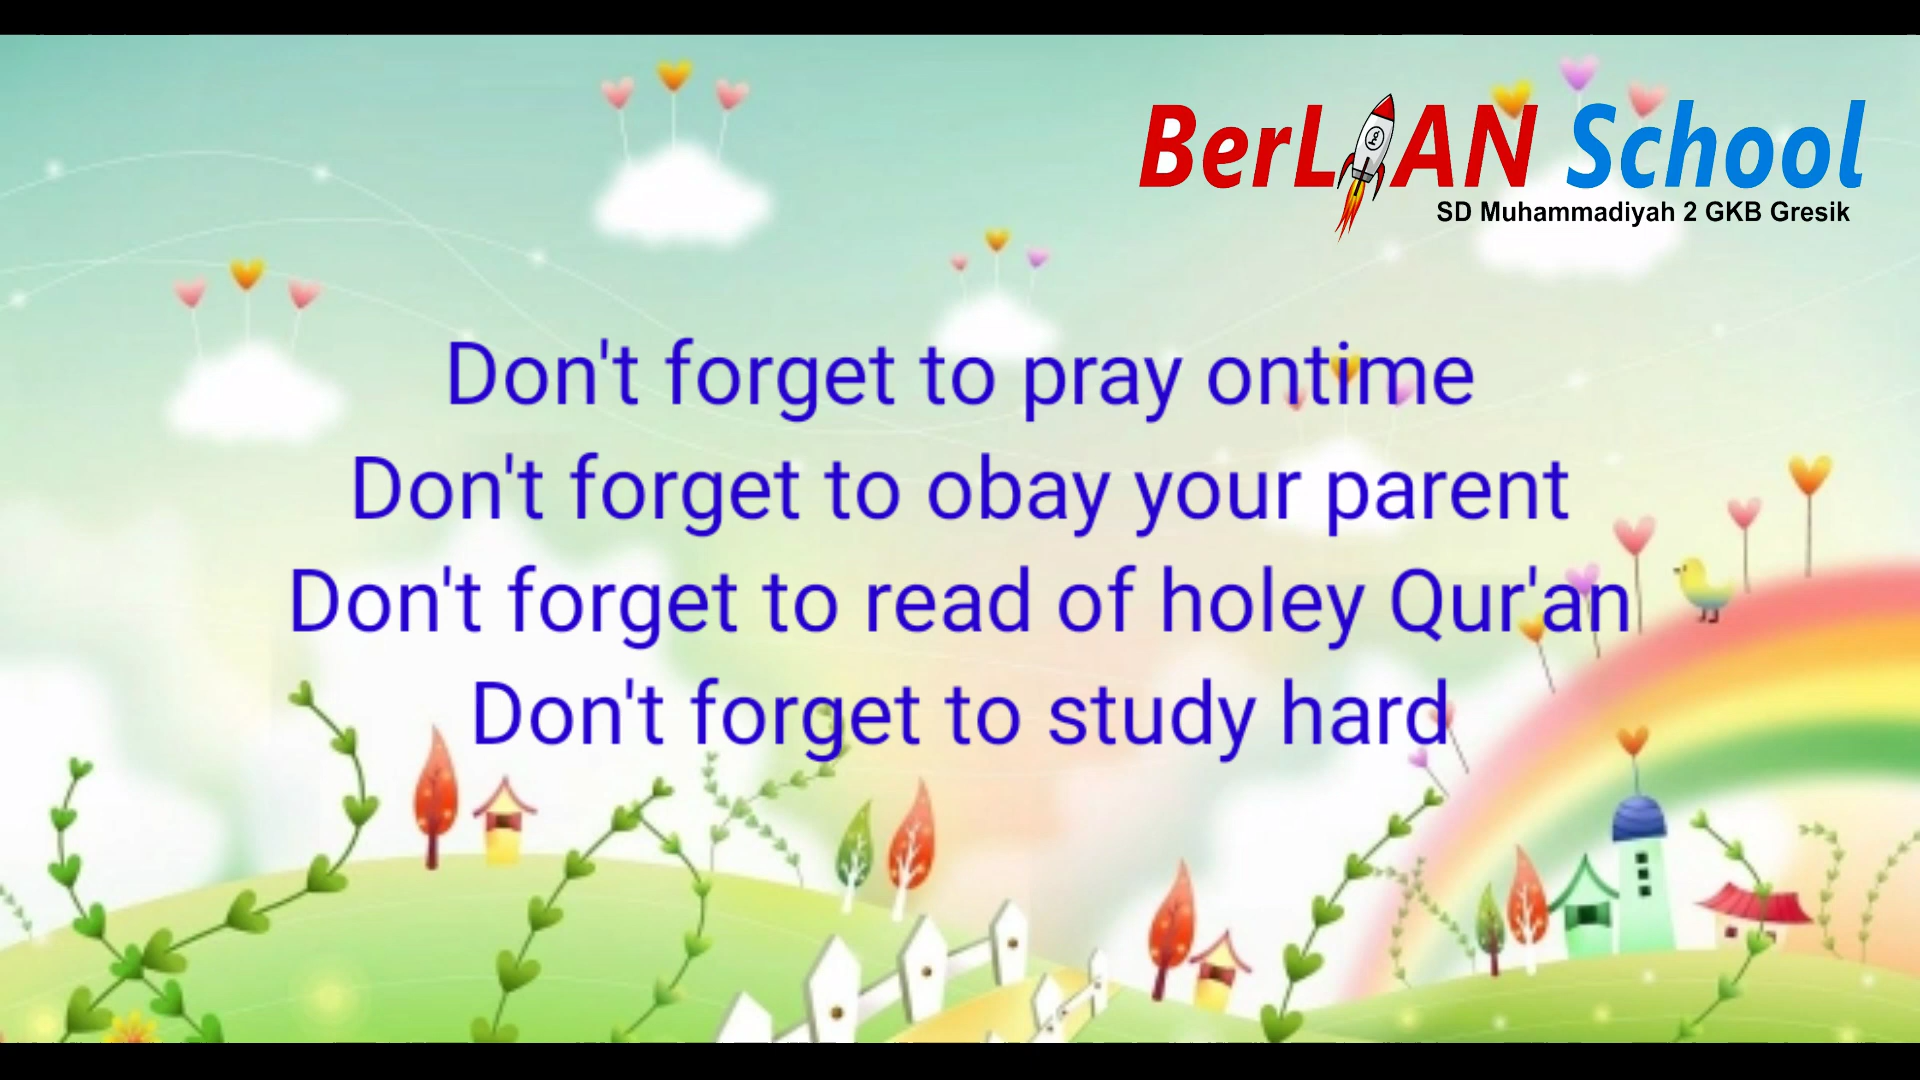 BerLIAN School
SD Muhammadiyah 2 GKB Gresik
Don't forget to pray ontime
Don't forget to obay your parent
Don't forget to read of holey Qur'an
Don't forget to study hard